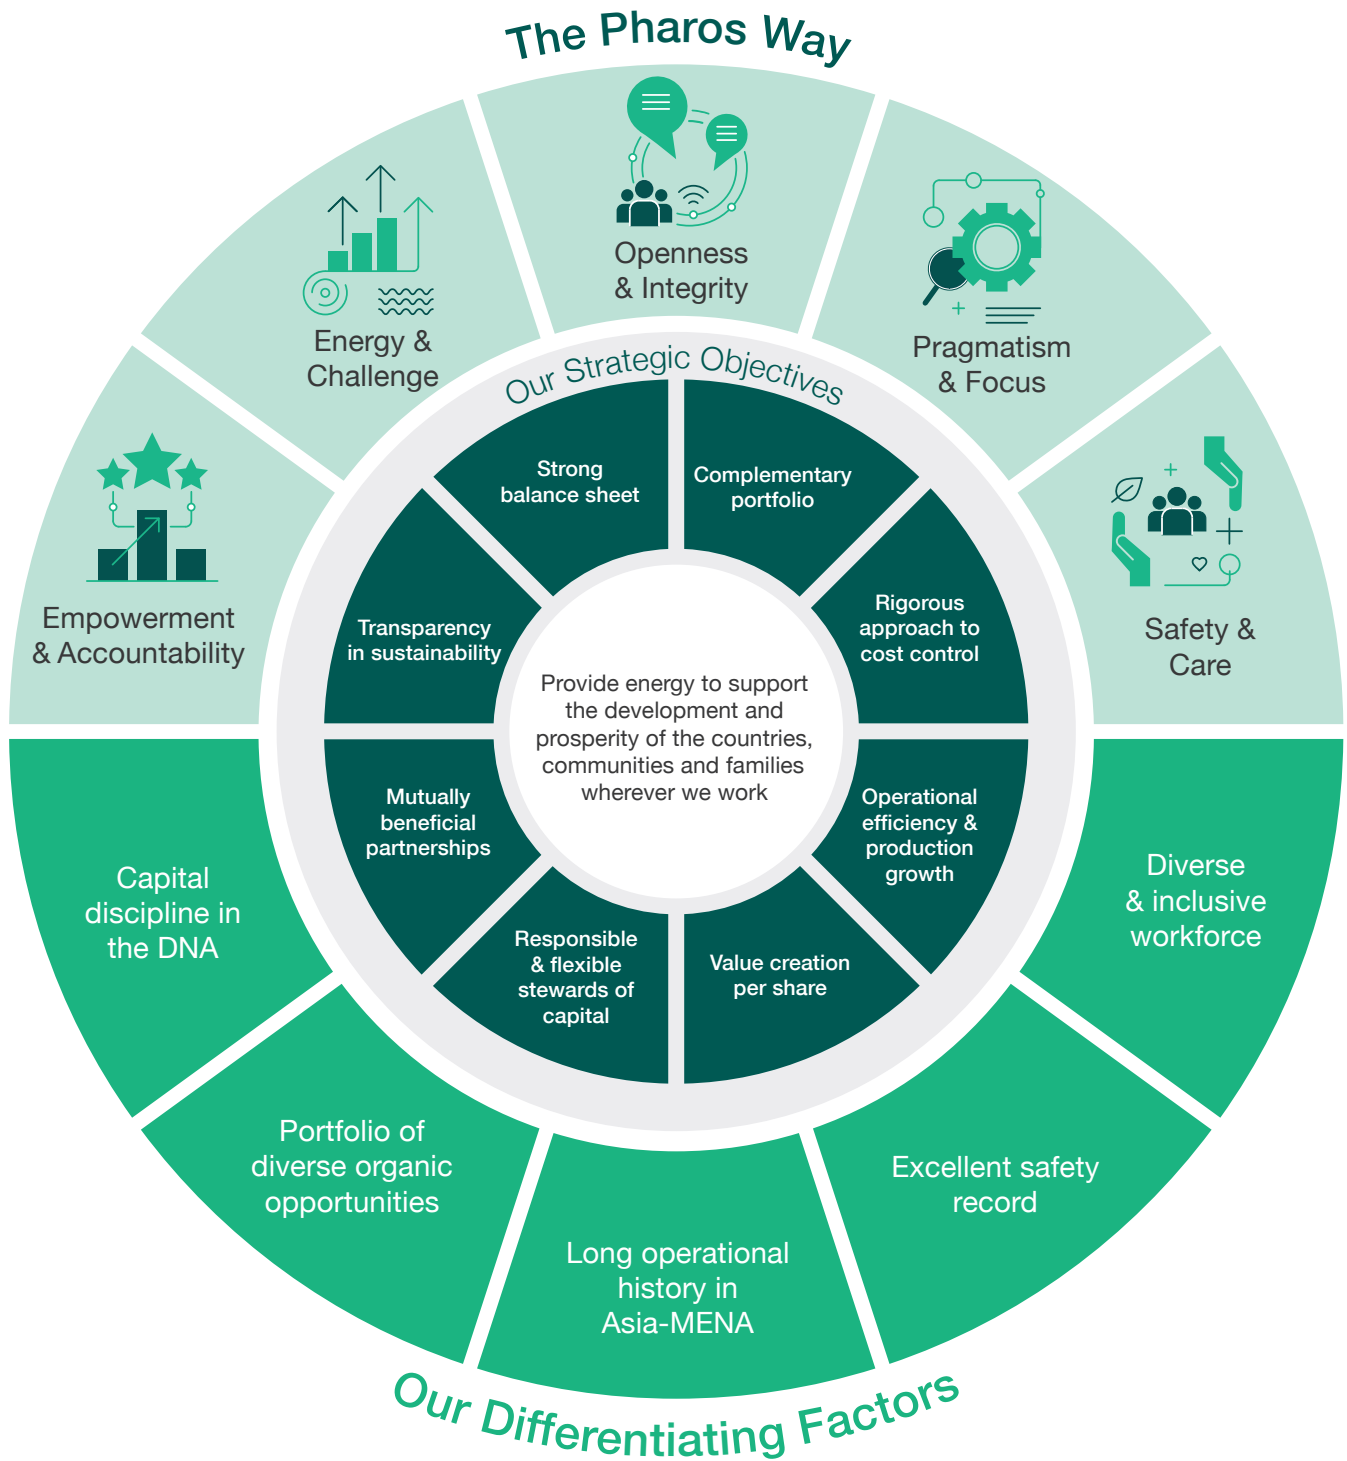 The Pharos Way
Openness
& Integrity
Energy &
Challenge
Pragmatism
& Focus
Empowerment
& Accountability
Safety &
Care
Our Strategic Objectives
Strong
balance sheet
Complementary
portfolio
Transparency
in sustainability
Rigorous
approach to
cost control
Provide energy to support
the development and
prosperity of the countries,
communities and families
wherever we work
Mutually
beneficial
partnerships
Operational
efficiency &
production
growth
Responsible
& flexible
stewards of
capital
Value creation
per share
Capital
discipline in
the DNA
Diverse
& inclusive
workforce
Portfolio of
diverse organic
opportunities
Excellent safety
record
Long operational
history in
Asia-MENA
Our Differentiating Factors